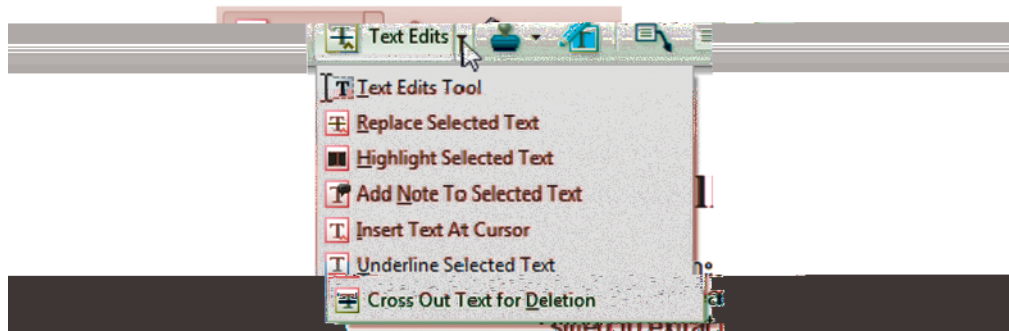 Text Edits
Text Edits Tool
Replace Selected Text
Highlight Selected Text
Add Note To Selected Text
Insert Text At Cursor
Underline Selected Text
Cross Out Text for Deletion